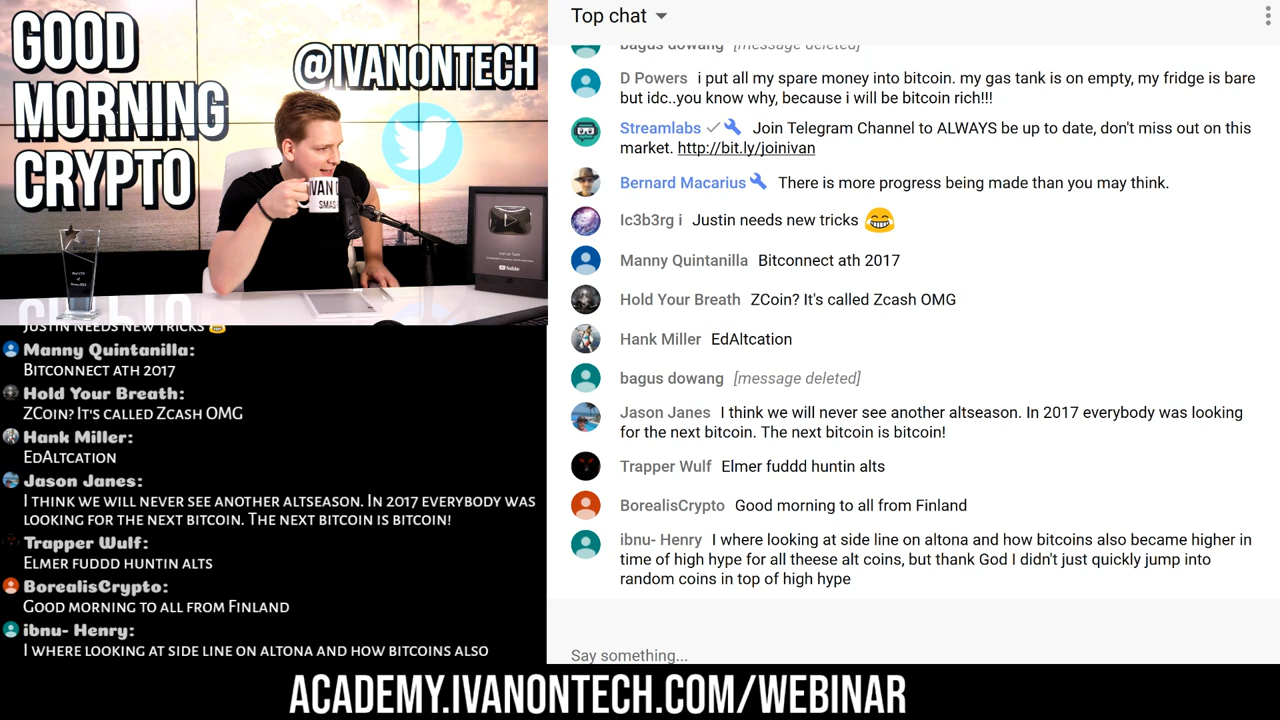 GOOD
MORNING
CRYPTO
@IVANONTECH
IVAN O
SMAS
YouTube
JUSTIN NEEDS NEW TRICKS 😂
Manny Quintanilla:
BITCONNECT ATH 2017
Hold Your Breath:
ZCOIN? IT'S CALLED ZCASH OMG
Hank Miller:
EDALTCATION
Jason Janes:
I THINK WE WILL NEVER SEE ANOTHER ALTSEASON. IN 2017 EVERYBODY WAS
LOOKING FOR THE NEXT BITCOIN. THE NEXT BITCOIN IS BITCOIN!
Trapper Wulf:
ELMER FUDDD HUNTIN ALTS
BorealisCrypto:
GOOD MORNING TO ALL FROM FINLAND
ibnu- Henry:
I WHERE LOOKING AT SIDE LINE ON ALTONA AND HOW BITCOINS ALSO
Top chat
bagus dowang [message deleted]
D Powers i put all my spare money into bitcoin. my gas tank is on empty, my fridge is bare
but idc..you know why, because i will be bitcoin rich!!!
Streamlabs Join Telegram Channel to ALWAYS be up to date, don't miss out on this
market. http://bit.ly/joinivan
Bernard Macarius There is more progress being made than you may think.
Ic3b3rg i Justin needs new tricks 😂
Manny Quintanilla Bitconnect ath 2017
Hold Your Breath ZCoin? It's called Zcash OMG
Hank Miller EdAltcation
bagus dowang [message deleted]
Jason Janes I think we will never see another altseason. In 2017 everybody was looking
for the next bitcoin. The next bitcoin is bitcoin!
Trapper Wulf Elmer fuddd huntin alts
BorealisCrypto Good morning to all from Finland
ibnu- Henry I where looking at side line on altona and how bitcoins also became higher in
time of high hype for all theese alt coins, but thank God I didn't just quickly jump into
random coins in top of high hype
Say something...
ACADEMY.IVANONTECH.COM/WEBINAR